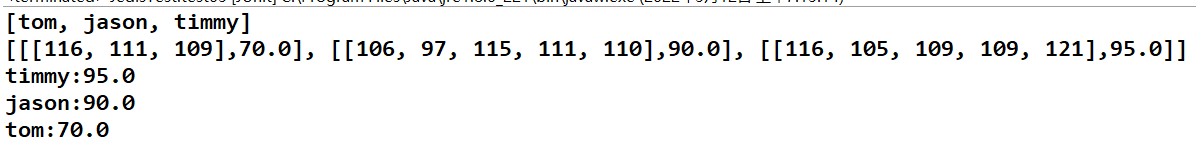 [tom, jason, timmy]
[[[116, 111, 109],70.0], [[106, 97, 115, 111, 110],90.0], [[116, 105, 109, 109, 121],95.0]]
timmy:95.0
jason:90.0
tom:70.0